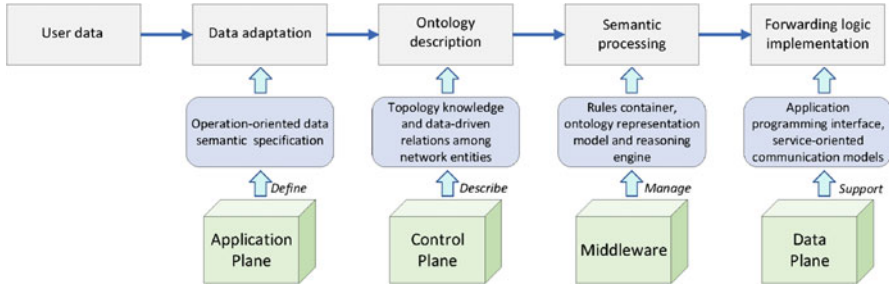 User data
Data adaptation
Ontology
description
Semantic
processing
Forwarding logic
implementation
Operation-oriented data
semantic specification
Topology knowledge
and data-driven
relations among
network entities
Rules container,
ontology representation
model and reasoning
engine
Application
programming interface,
service-oriented
communication models
Define
Describe
Manage
Support
Application
Plane
Control
Plane
Middleware
Data
Plane